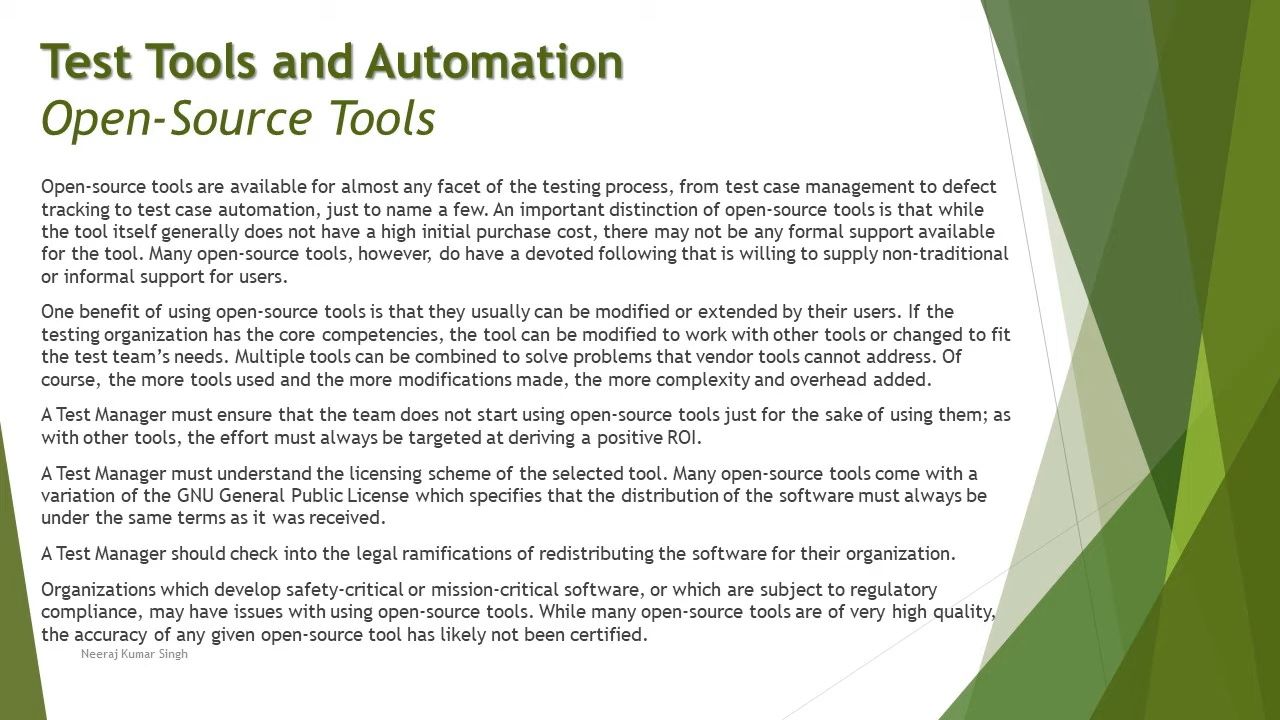 Test Tools and Automation
Open-Source Tools
Open-source tools are available for almost any facet of the testing process, from test case management to defect
tracking to test case automation, just to name a few. An important distinction of open-source tools is that while
the tool itself generally does not have a high initial purchase cost, there may not be any formal support available
for the tool. Many open-source tools, however, do have a devoted following that is willing to supply non-traditional
or informal support for users.
One benefit of using open-source tools is that they usually can be modified or extended by their users. If the
testing organization has the core competencies, the tool can be modified to work with other tools or changed to fit
the test team’s needs. Multiple tools can be combined to solve problems that vendor tools cannot address. Of
course, the more tools used and the more modifications made, the more complexity and overhead added.
A Test Manager must ensure that the team does not start using open-source tools just for the sake of using them; as
with other tools, the effort must always be targeted at deriving a positive ROI.
A Test Manager must understand the licensing scheme of the selected tool. Many open-source tools come with a
variation of the GNU General Public License which specifies that the distribution of the software must always be
under the same terms as it was received.
A Test Manager should check into the legal ramifications of redistributing the software for their organization.
Organizations which develop safety-critical or mission-critical software, or which are subject to regulatory
compliance, may have issues with using open-source tools. While many open-source tools are of very high quality,
the accuracy of any given open-source tool has likely not been certified.
Neeraj Kumar Singh